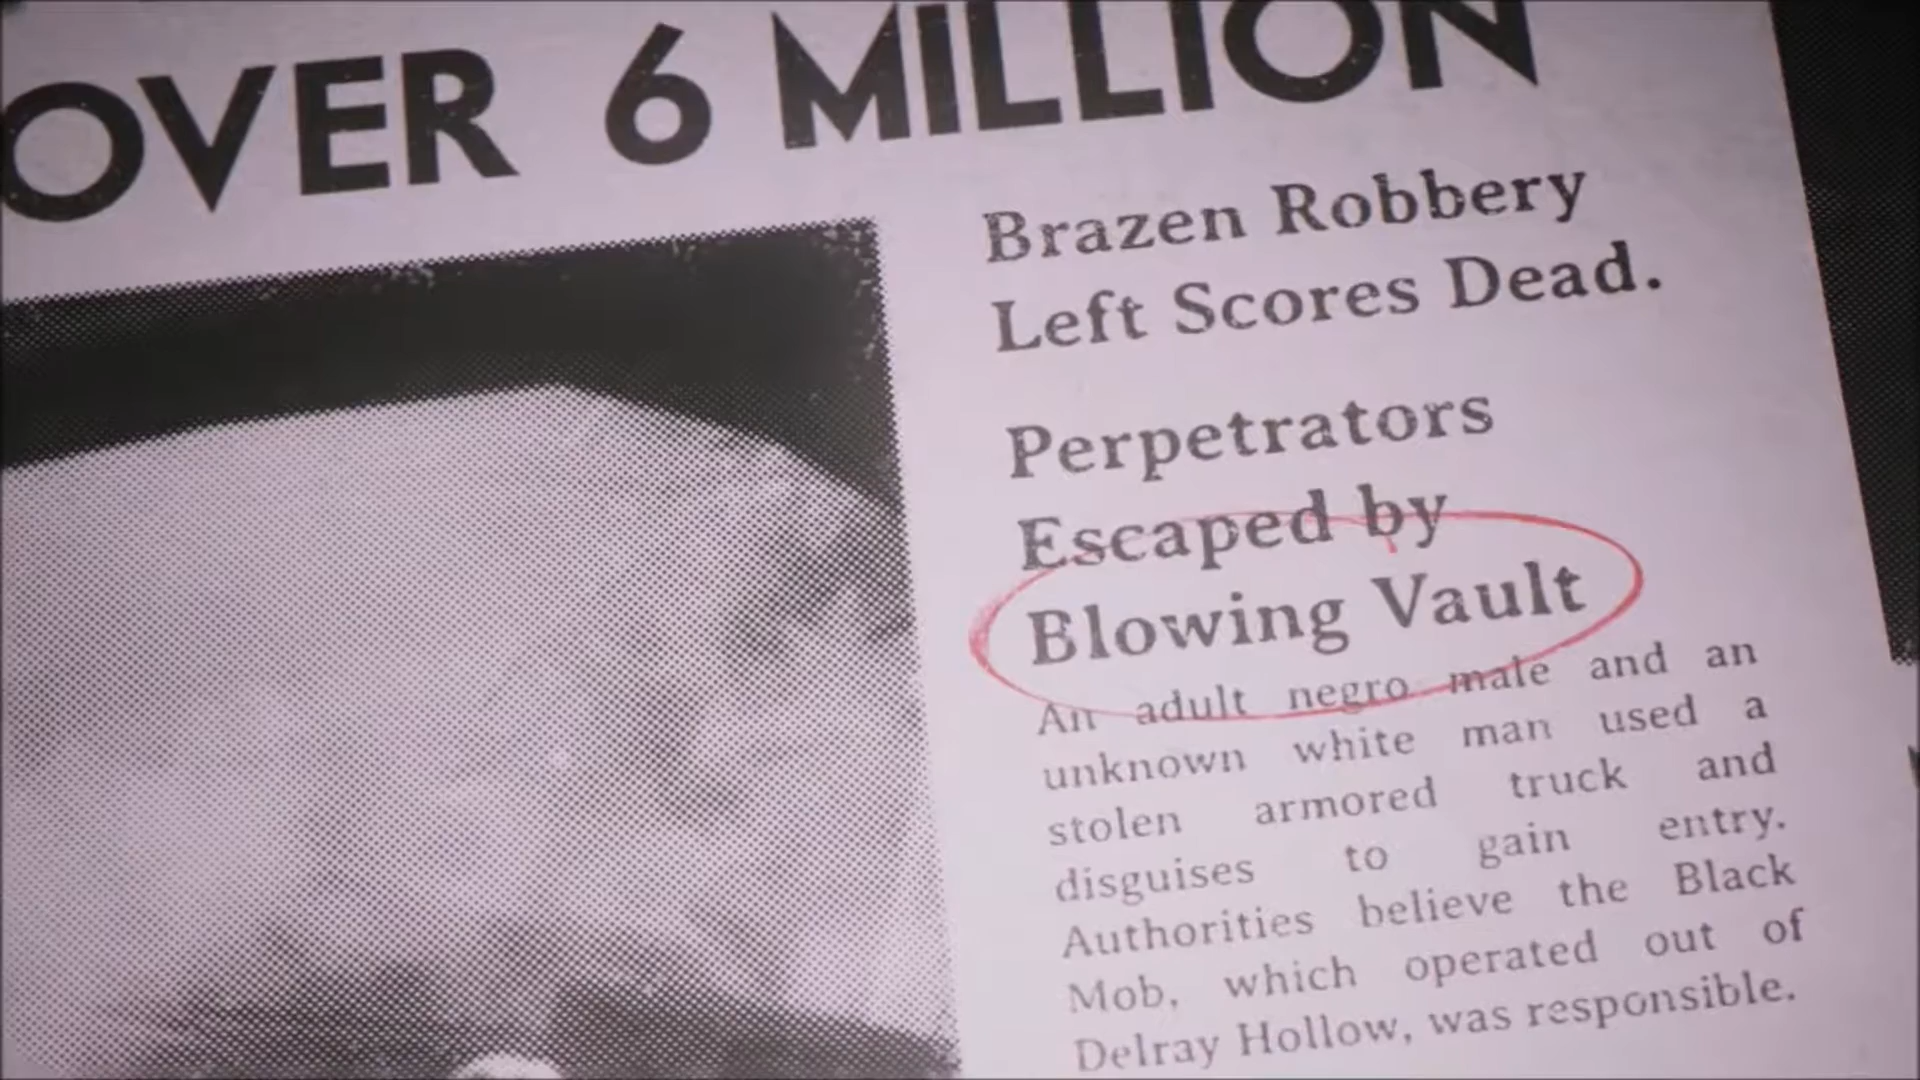 OVER 6 MILLION
Brazen Robbery
Left Scores Dead.
Perpetrators
Escaped by
Blowing Vault
An adult negro male and an
unknown white man used a
stolen armored truck and
disguises to gain entry.
Authorities believe the Black
Mob, which operated out of
Delray Hollow, was responsible.